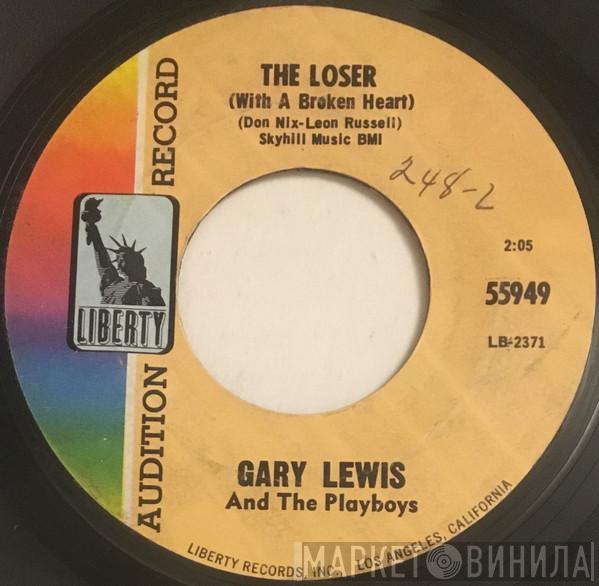 THE LOSER
(With A Broken Heart)
(Don Nix-Leon Russell)
Skyhill Music BMI
248-2
2:05
55949
LB-2371
AUDITION RECORD
LIBERTY
GARY LEWIS
And The Playboys
LIBERTY RECORDS, INC., LOS ANGELES, CALIFORNIA
МАРКЕТ ВИНИЛА